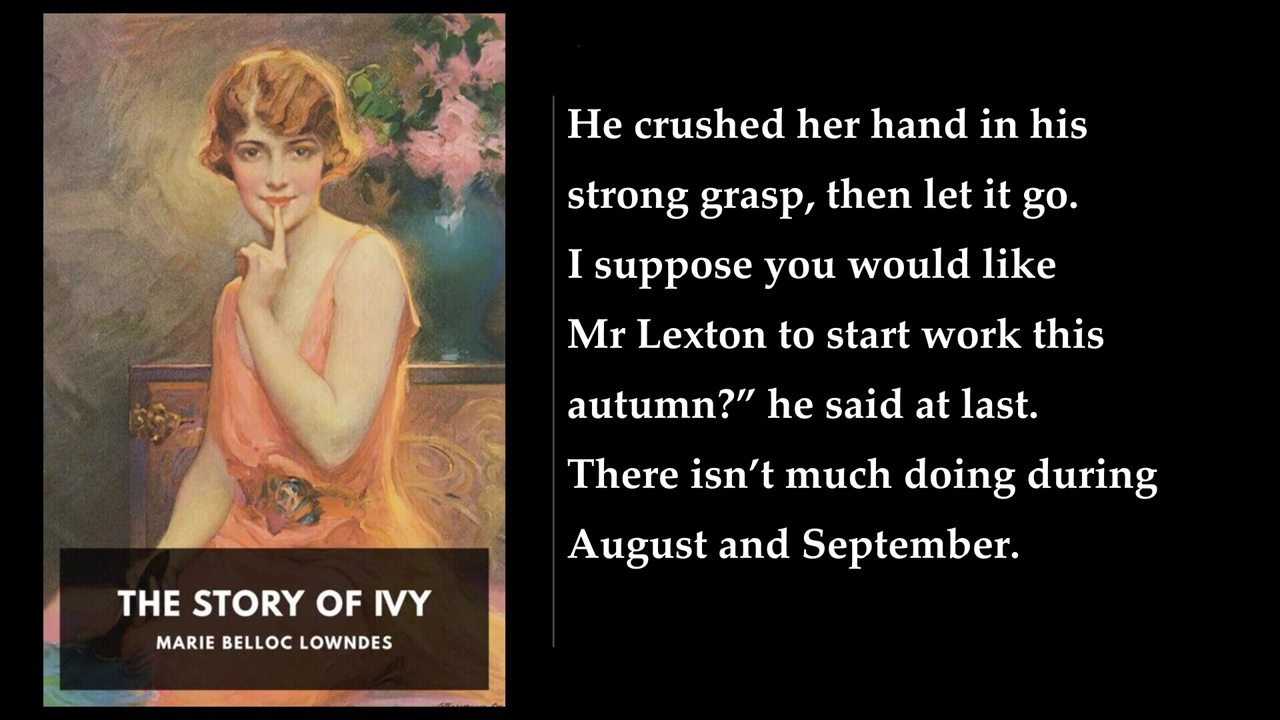 THE STORY OF IVY
MARIE BELLOC LOWNDES
He crushed her hand in his
strong grasp, then let it go.
I suppose you would like
Mr Lexton to start work this
autumn?” he said at last.
There isn’t much doing during
August and September.